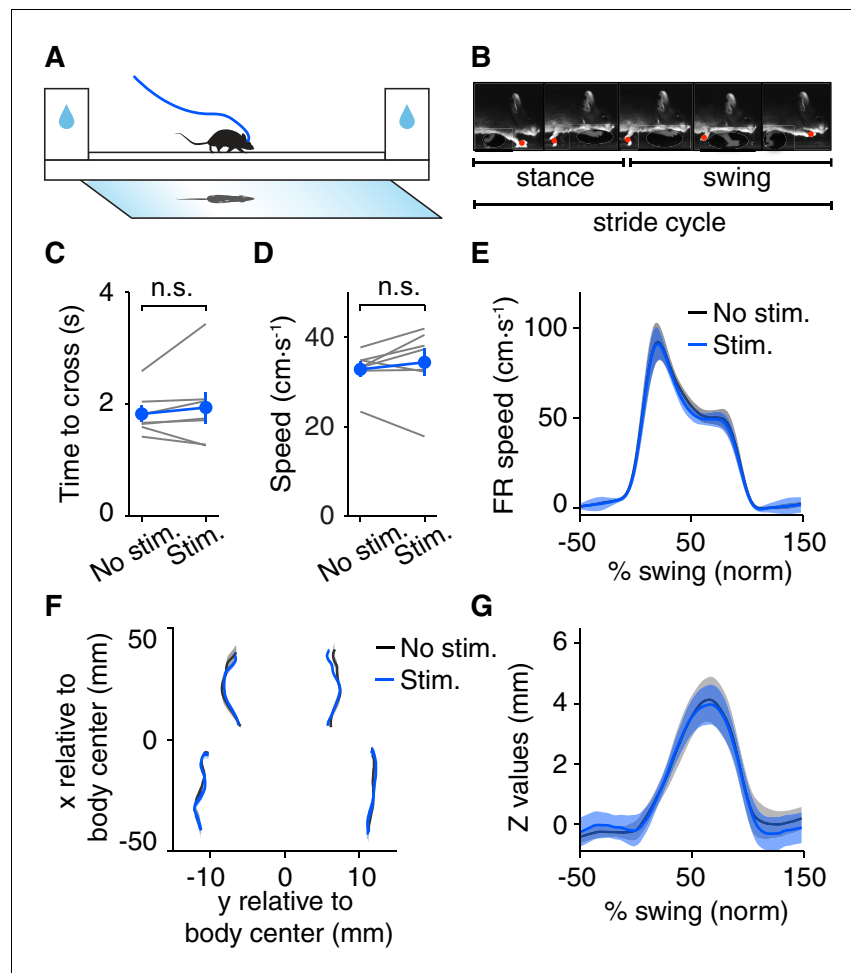 A
B
stance
swing
stride cycle
C
n.s.
Time to cross (s)
4
2
0
No stim.
Stim.
D
n.s.
Speed (cm·s⁻¹)
40
20
0
No stim.
Stim.
E
No stim.
Stim.
FR speed (cm·s⁻¹)
100
50
0
-50
50
150
% swing (norm)
F
No stim.
Stim.
x relative to
body center (mm)
50
0
-50
-10
0
10
y relative to
body center (mm)
G
Z values (mm)
6
4
2
0
-50
50
150
% swing (norm)